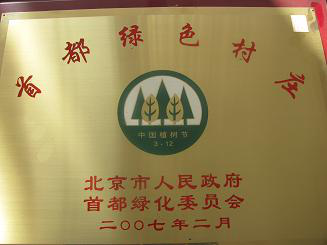 首都绿色村庄
中国植树节
3-12
北京市人民政府
首都绿化委员会
二〇〇七年二月